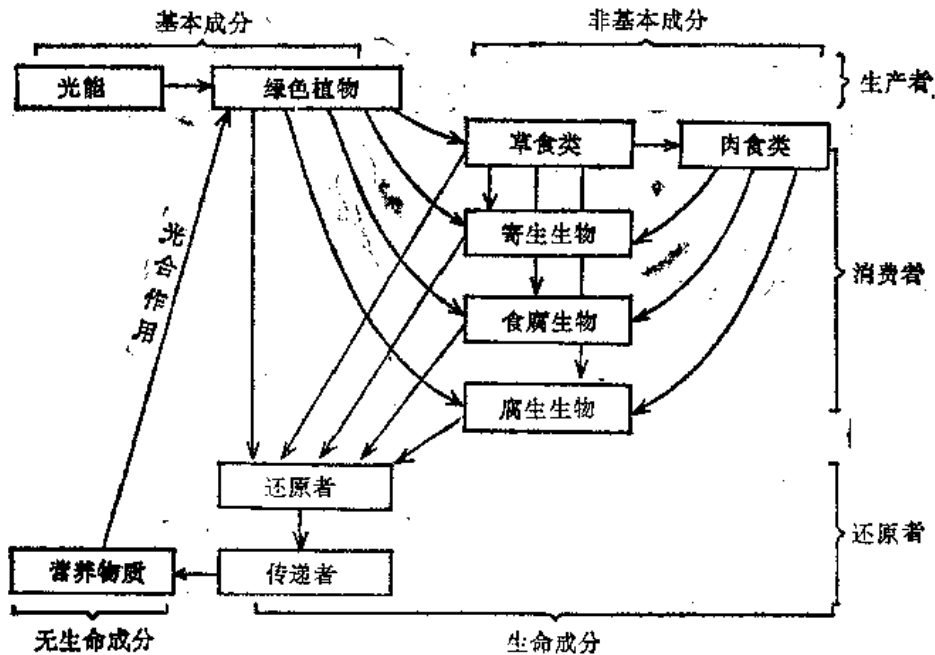 基本成分
非基本成分
光能
绿色植物
生产者
草食类
肉食类
寄生生物
光合作用
消费者
食腐生物
腐生生物
还原者
还原者
营养物质
传递者
无生命成分
生命成分